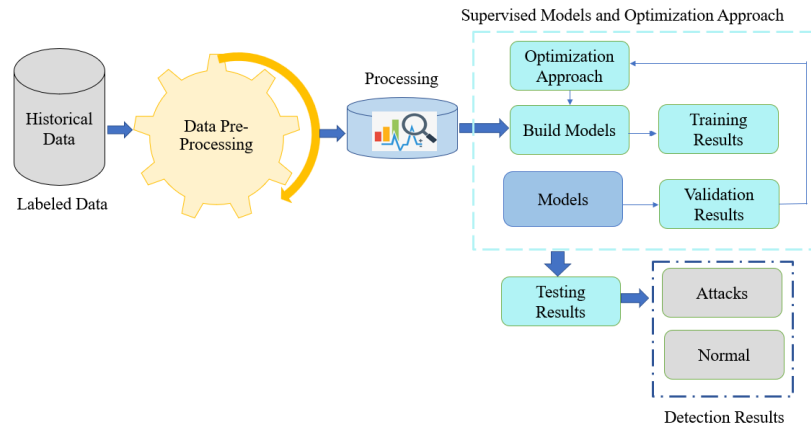 Supervised Models and Optimization Approach
Historical
Data
Labeled Data
Data Pre-
Processing
Processing
Optimization
Approach
Build Models
Training
Results
Models
Validation
Results
Testing
Results
Attacks
Normal
Detection Results